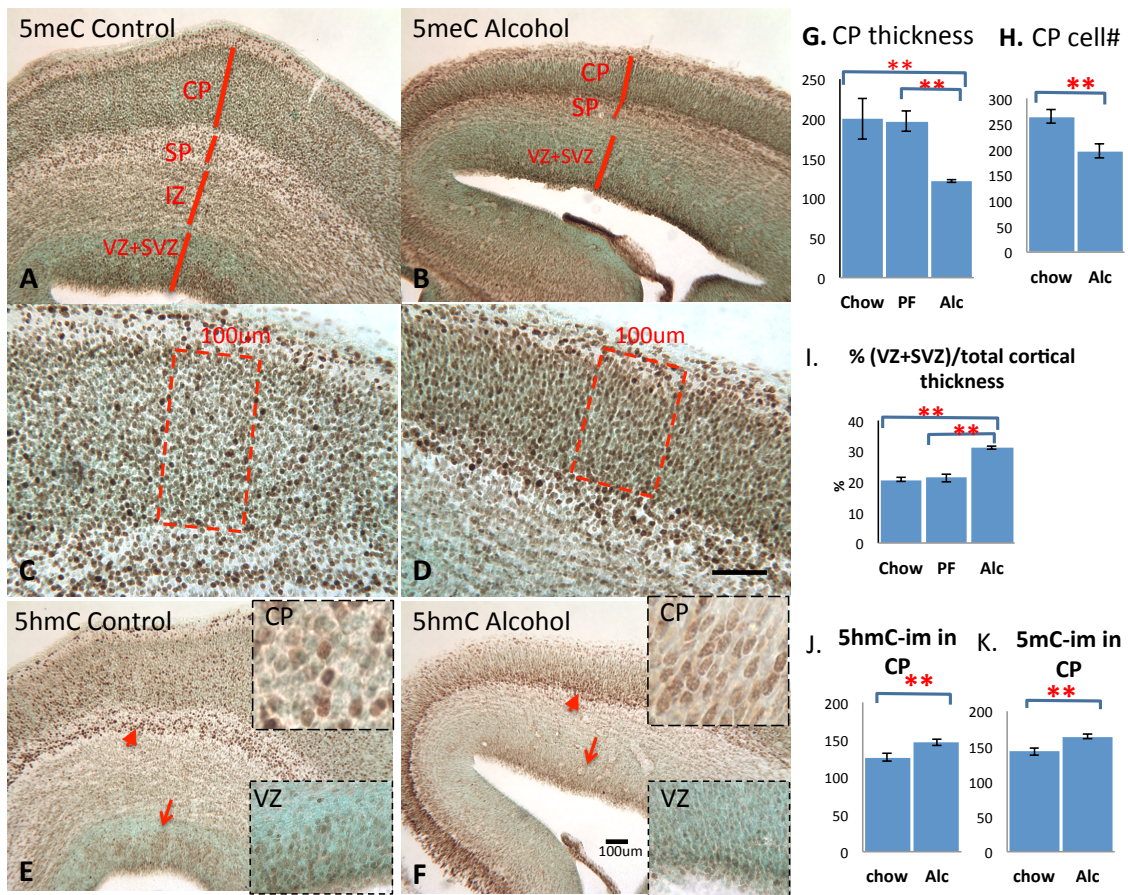 5meC Control
CP
SP
IZ
VZ+SVZ
A
5meC Alcohol
CP
SP
VZ+SVZ
B
100um
C
100um
D
5hmC Control
CP
VZ
E
5hmC Alcohol
CP
VZ
100um
F
G. CP thickness
**
**
250
200
150
100
50
0
Chow PF Alc
H. CP cell#
**
300
250
200
150
100
50
0
chow Alc
I. % (VZ+SVZ)/total cortical
thickness
**
**
40
30
20
10
0
%
Chow PF Alc
J. 5hmC-im in
CP
**
200
150
100
50
0
chow Alc
K. 5mC-im in
CP
**
200
150
100
50
0
chow Alc